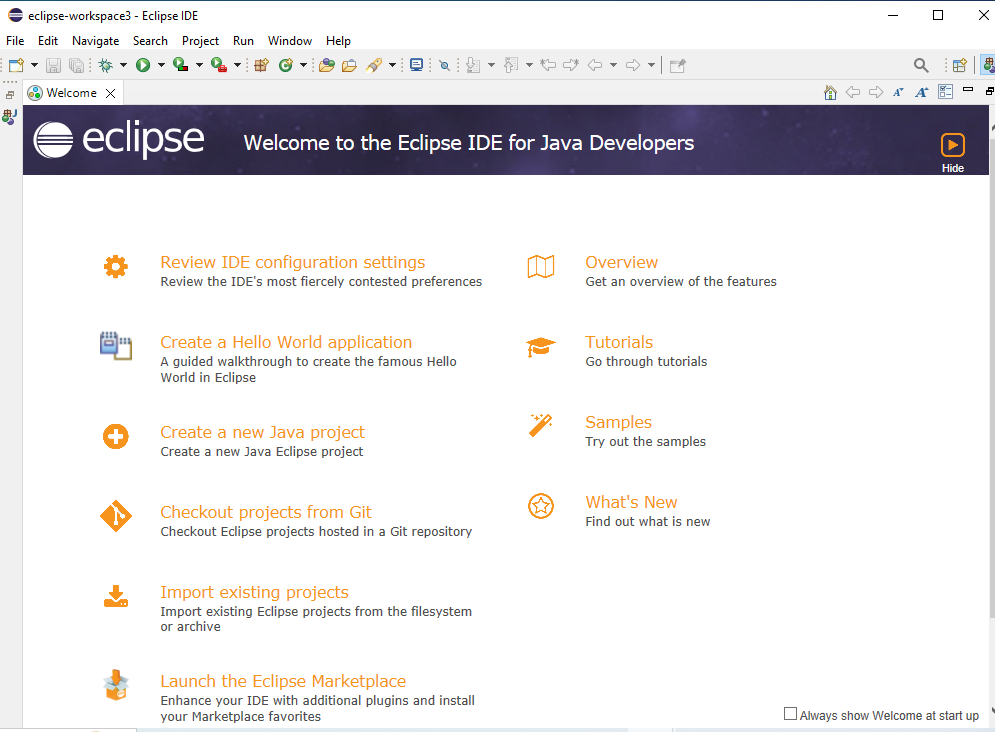 eclipse-workspace3 - Eclipse IDE
File Edit Navigate Search Project Run Window Help
Welcome
eclipse Welcome to the Eclipse IDE for Java Developers
Hide
Review IDE configuration settings
Review the IDE's most fiercely contested preferences
Overview
Get an overview of the features
Create a Hello World application
A guided walkthrough to create the famous Hello
World in Eclipse
Tutorials
Go through tutorials
Create a new Java project
Create a new Java Eclipse project
Samples
Try out the samples
Checkout projects from Git
Checkout Eclipse projects hosted in a Git repository
What's New
Find out what is new
Import existing projects
Import existing Eclipse projects from the filesystem
or archive
Launch the Eclipse Marketplace
Enhance your IDE with additional plugins and install
your Marketplace favorites
Always show Welcome at start up